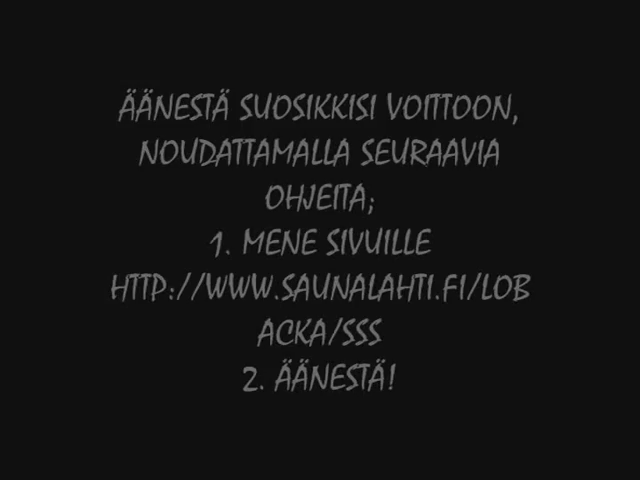 ÄÄNESTÄ SUOSIKKISI VOITTOON,
NOUDATTAMALLA SEURAAVIA
OHJEITA;
1. MENE SIVUILLE
HTTP://WWW.SAUNALAHTI.FI/LOB
ACKA/SSS
2. ÄÄNESTÄ!